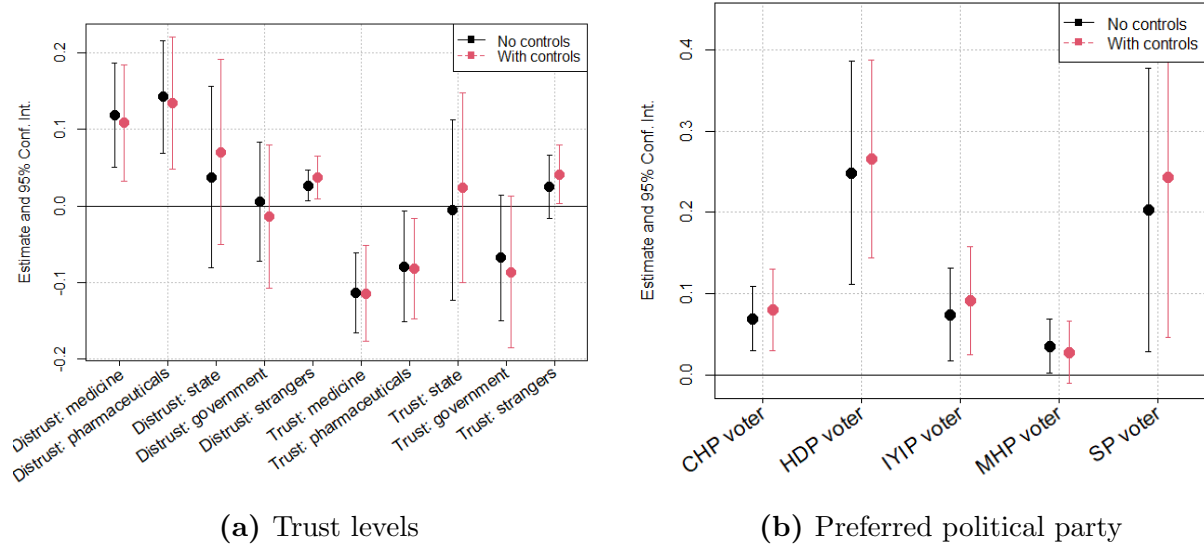 No controls
With controls
Estimate and 95% Conf. Int.
0.2
0.1
0.0
-0.1
-0.2
Distrust: medicine
Distrust: pharmaceuticals
Distrust: state
Distrust: government
Distrust: strangers
Trust: medicine
Trust: pharmaceuticals
Trust: state
Trust: government
Trust: strangers
(a) Trust levels
No controls
With controls
Estimate and 95% Conf. Int.
0.4
0.3
0.2
0.1
0.0
CHP voter
HDP voter
IYIP voter
MHP voter
SP voter
(b) Preferred political party